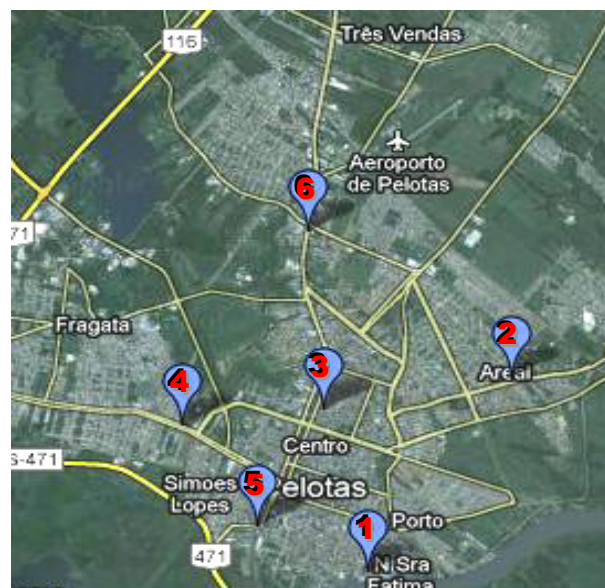 116
Três Vendas
Aeroporto
de Pelotas
6
71
Fragata
2
Areal
3
4
Centro
S-471
Simoes
Lopes
5
Pelotas
1
Porto
471
N Sra
Fatima